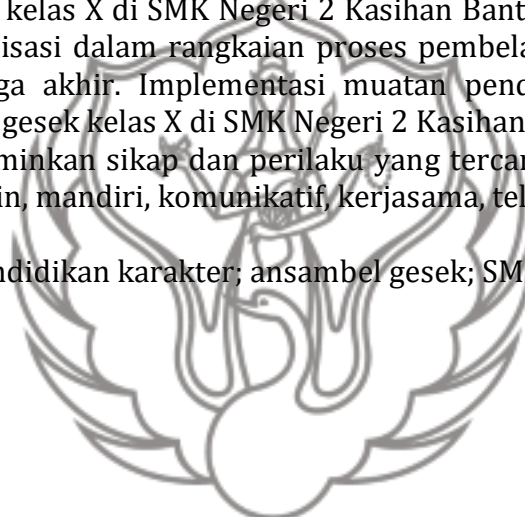 kelas X di SMK Negeri 2 Kasihan Bant
isasi dalam rangkaian proses pembela
ga akhir. Implementasi muatan pend
gesek kelas X di SMK Negeri 2 Kasihan
minkan sikap dan perilaku yang tercan
in, mandiri, komunikatif, kerjasama, tel
ndidikan karakter; ansambel gesek; SM